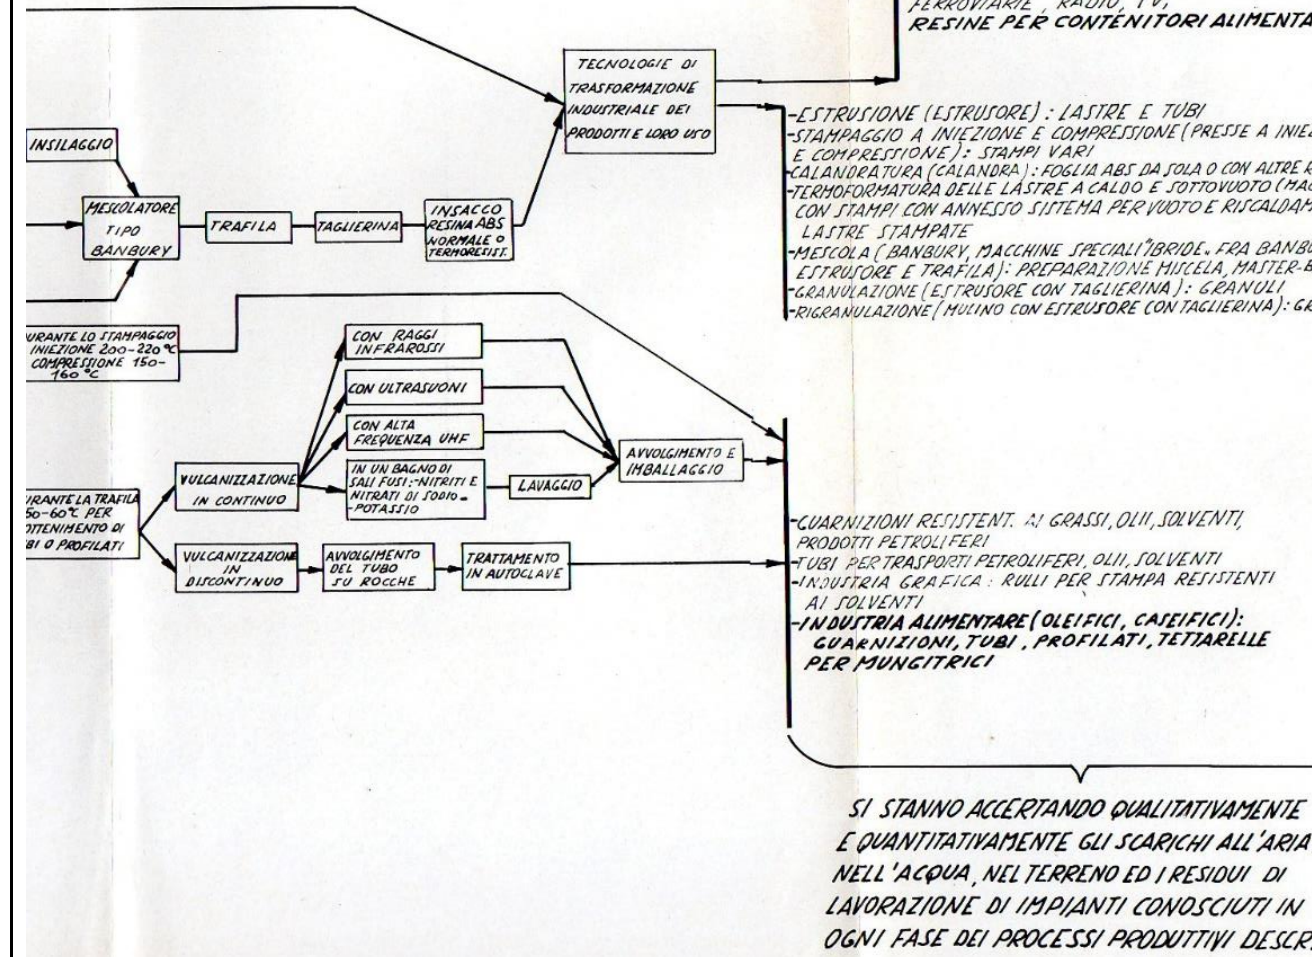 FERROVIARIE, RADIO, TV,
RESINE PER CONTENITORI ALIMENTA
TECNOLOGIE DI
TRASFORMAZIONE
INDUSTRIALE DEI
PRODOTTI E LORO USO
-ESTRUSIONE (ESTRUSORE): LASTRE E TUBI
-STAMPAGGIO A INIEZIONE E COMPRESSIONE (PRESSE A INIEZ
E COMPRESSIONE): STAMPI VARI
-CALANDRATURA (CALANDRA): FOGLIA ABS DA SOLA O CON ALTRE R
-TERMOFORMATURA DELLE LASTRE A CALDO E SOTTOVUOTO (MAC
CON STAMPI CON ANNESSO SISTEMA PER VUOTO E RISCALDAM
LASTRE STAMPATE
-MESCOLA (BANBURY, MACCHINE SPECIALI "IBRIDE" FRA BANBU
ESTRUSORE E TRAFILA): PREPARAZIONE MISCELA, MASTER-B
-GRANULAZIONE (ESTRUSORE CON TAGLIERINA): GRANULI
-RIGRANULAZIONE (MULINO CON ESTRUSORE CON TAGLIERINA): GR
INSILAGGIO
MESCOLATORE
TIPO
BANBURY
TRAFILA
TAGLIERINA
INSACCO
RESINA ABS
NORMALE O
TERMORESIST.
URANTE LO STAMPAGGIO
INIEZIONE 200-220 °C
COMPRESSIONE 150-
160 °C
CON RAGGI
INFRAROSSI
CON ULTRASUONI
CON ALTA
FREQUENZA UHF
IN UN BAGNO DI
SALI FUSI:-NITRITI E
NITRATI DI SODIO-
-POTASSIO
LAVAGGIO
AVVOLGIMENTO E
IMBALLAGGIO
VULCANIZZAZIONE
IN CONTINUO
URANTE LA TRAFILA
50-60°C PER
OTTENIMENTO DI
BI O PROFILATI
VULCANIZZAZIONE
IN
DISCONTINUO
AVVOLGIMENTO
DEL TUBO
SU ROCCHE
TRATTAMENTO
IN AUTOCLAVE
-GUARNIZIONI RESISTENT. AI GRASSI, OLII, SOLVENTI,
PRODOTTI PETROLIFERI
-TUBI PER TRASPORTI PETROLIFERI, OLII, SOLVENTI
-INDUSTRIA GRAFICA: RULLI PER STAMPA RESISTENTI
AI SOLVENTI
-INDUSTRIA ALIMENTARE (OLEIFICI, CASEIFICI):
GUARNIZIONI, TUBI, PROFILATI, TETTARELLE
PER MUNGITRICI
SI STANNO ACCERTANDO QUALITATIVAMENTE
E QUANTITATIVAMENTE GLI SCARICHI ALL'ARIA
NELL'ACQUA, NEL TERRENO ED I RESIDUI DI
LAVORAZIONE DI IMPIANTI CONOSCIUTI IN
OGNI FASE DEI PROCESSI PRODUTTIVI DESCR